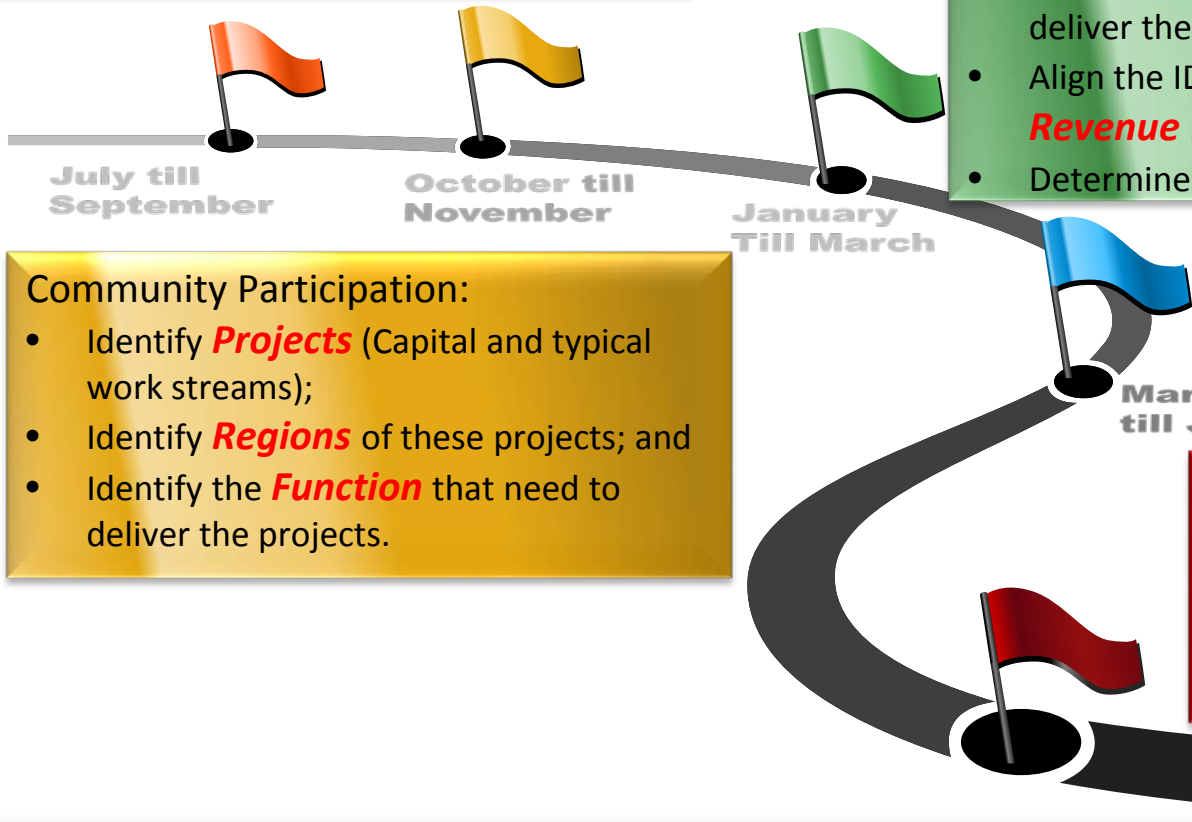 deliver the
• Align the
Revenue
• Determine
July till
September
October till
November
January
Till March
Community Participation:
• Identify Projects (Capital and typical
work streams);
• Identify Regions of these projects; and
• Identify the Function that need to
deliver the projects.
till